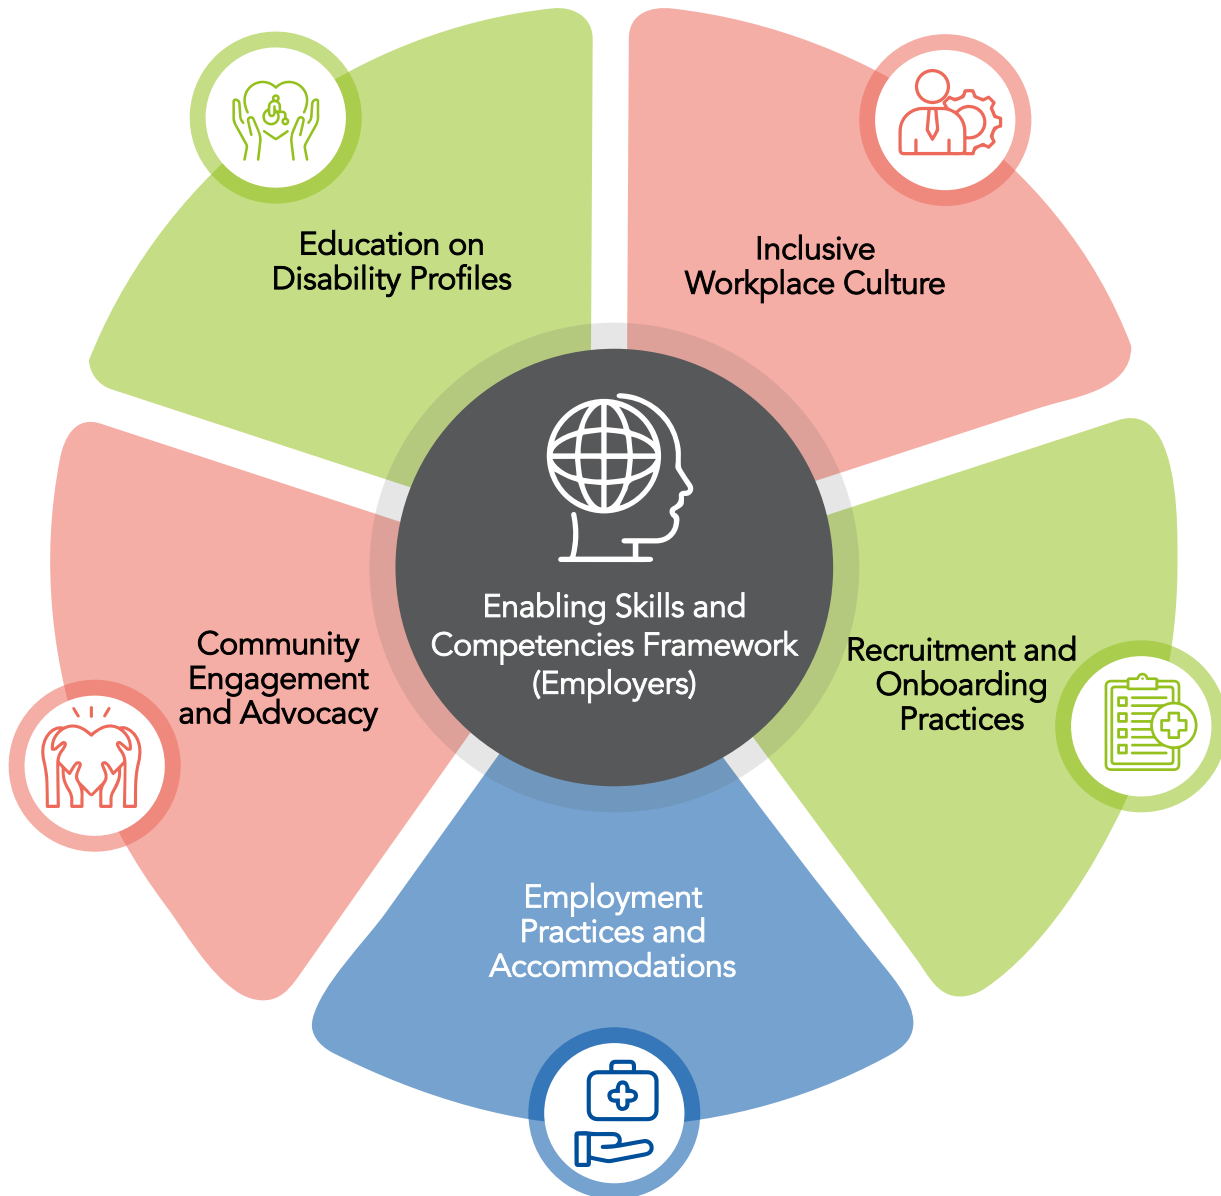 Education on
Disability Profiles
Inclusive
Workplace Culture
Enabling Skills and
Competencies Framework
(Employers)
Community
Engagement
and Advocacy
Recruitment and
Onboarding
Practices
Employment
Practices and
Accommodations